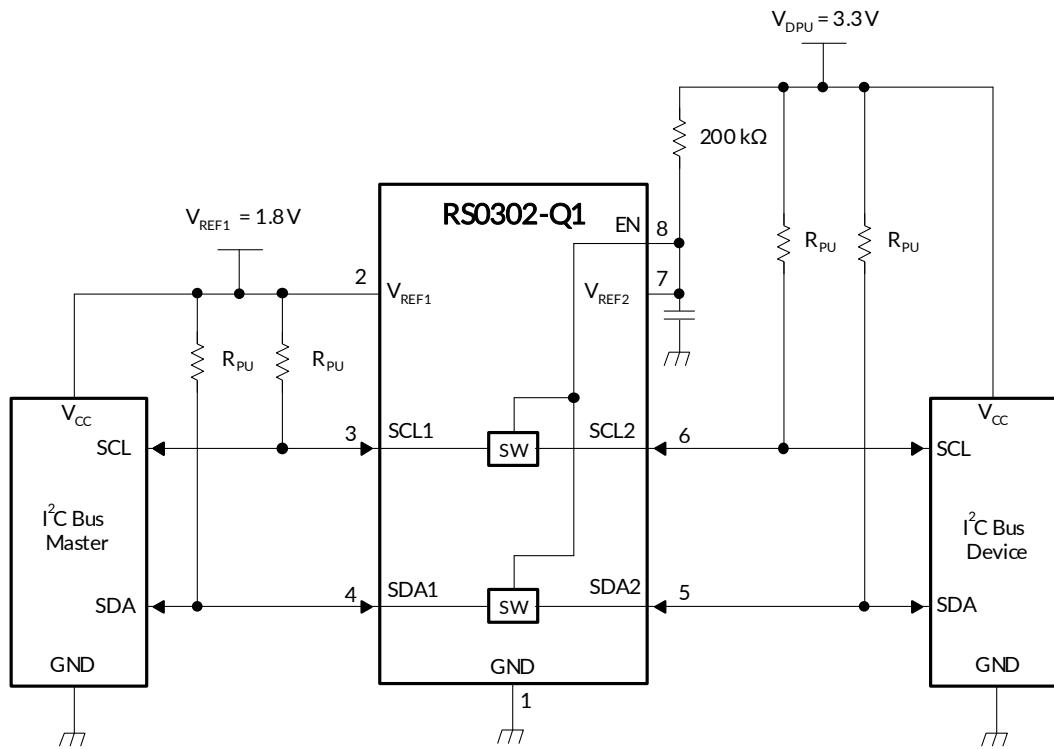 V_DPU = 3.3 V
200 kΩ
RS0302-Q1
V_REF1 = 1.8 V
EN
8
R_PU
R_PU
2
7
V_REF1
V_REF2
R_PU
R_PU
V_CC
V_CC
SCL
3
SCL1
SW
SCL2
6
SCL
I²C Bus
Master
I²C Bus
Device
SDA
4
SDA1
SW
SDA2
5
SDA
GND
GND
GND
1